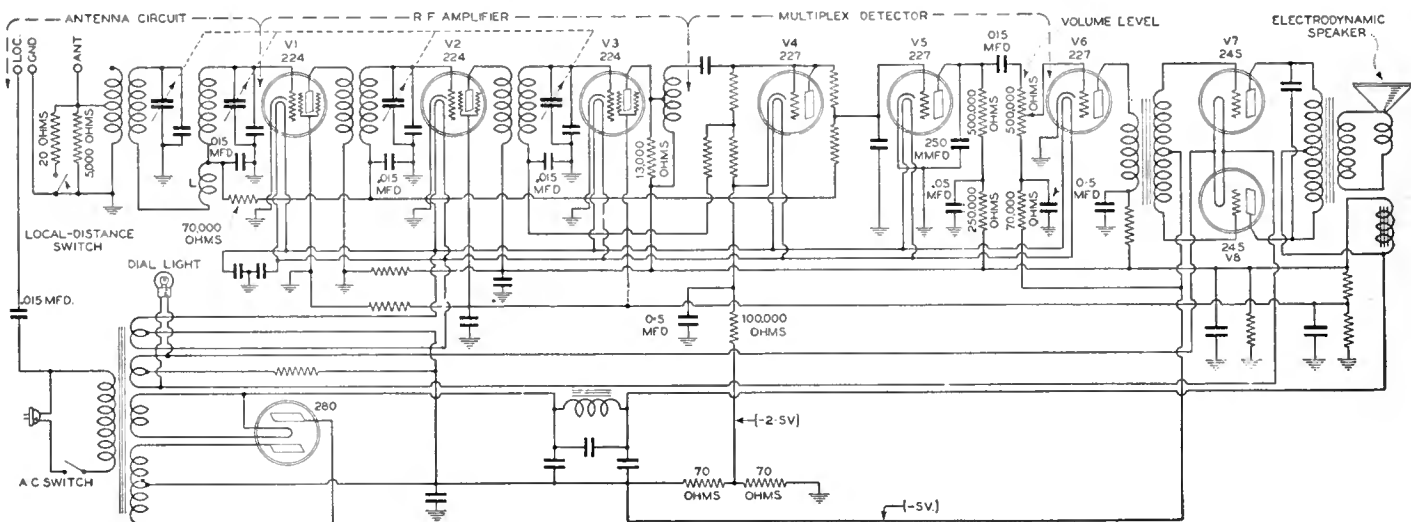 ANTENNA CIRCUIT
R F AMPLIFIER
MULTIPLEX DETECTOR
VOLUME LEVEL
ELECTRODYNAMIC
SPEAKER
LOC
GND
ANT
V1
224
V2
224
V3
224
V4
227
V5
227
.015
MFD
V6
227
V7
245
20 OHMS
5,000 OHMS
.015
MFD
.015
MFD
.015
MFD
13,000
OHMS
250
MMFD
500,000
OHMS
500,000
OHMS
.05
MFD
250,000
OHMS
70,000
OHMS
0·5
MFD
L
70,000
OHMS
LOCAL-DISTANCE
SWITCH
DIAL LIGHT
245
V8
.015 MFD.
0·5
MFD
100,000
OHMS
280
(-2·5V)
A C SWITCH
70
OHMS
70
OHMS
(-5V.)